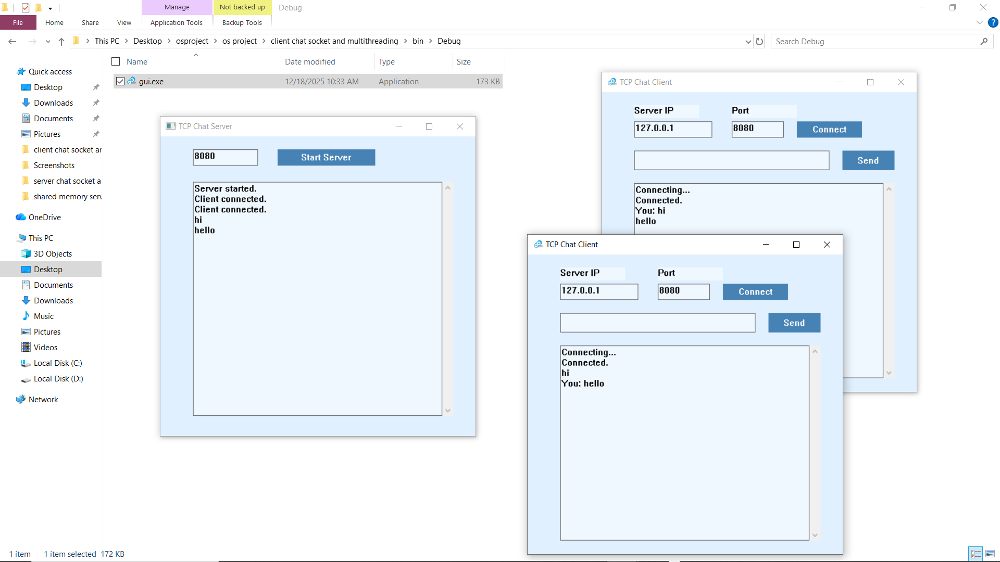 Manage
Not backed up
Debug
File
Home
Share
View
Application Tools
Backup Tools
?
This PC
Desktop
osproject
os project
client chat socket and multithreading
bin
Debug
Search Debug
Name
Date modified
Type
Size
gui.exe
12/18/2025 10:33 AM
Application
173 KB
Quick access
Desktop
Downloads
Documents
Pictures
client chat socket ar
Screenshots
server chat socket a
shared memory serv
OneDrive
This PC
3D Objects
Desktop
Documents
Downloads
Music
Pictures
Videos
Local Disk (C:)
Local Disk (D:)
Network
TCP Chat Server
8080
Start Server
Server started.
Client connected.
Client connected.
hi
hello
TCP Chat Client
Server IP
Port
127.0.0.1
8080
Connect
Send
Connecting...
Connected.
You: hi
hello
TCP Chat Client
Server IP
Port
127.0.0.1
8080
Connect
Send
Connecting...
Connected.
hi
You: hello
1 item
1 item selected
172 KB